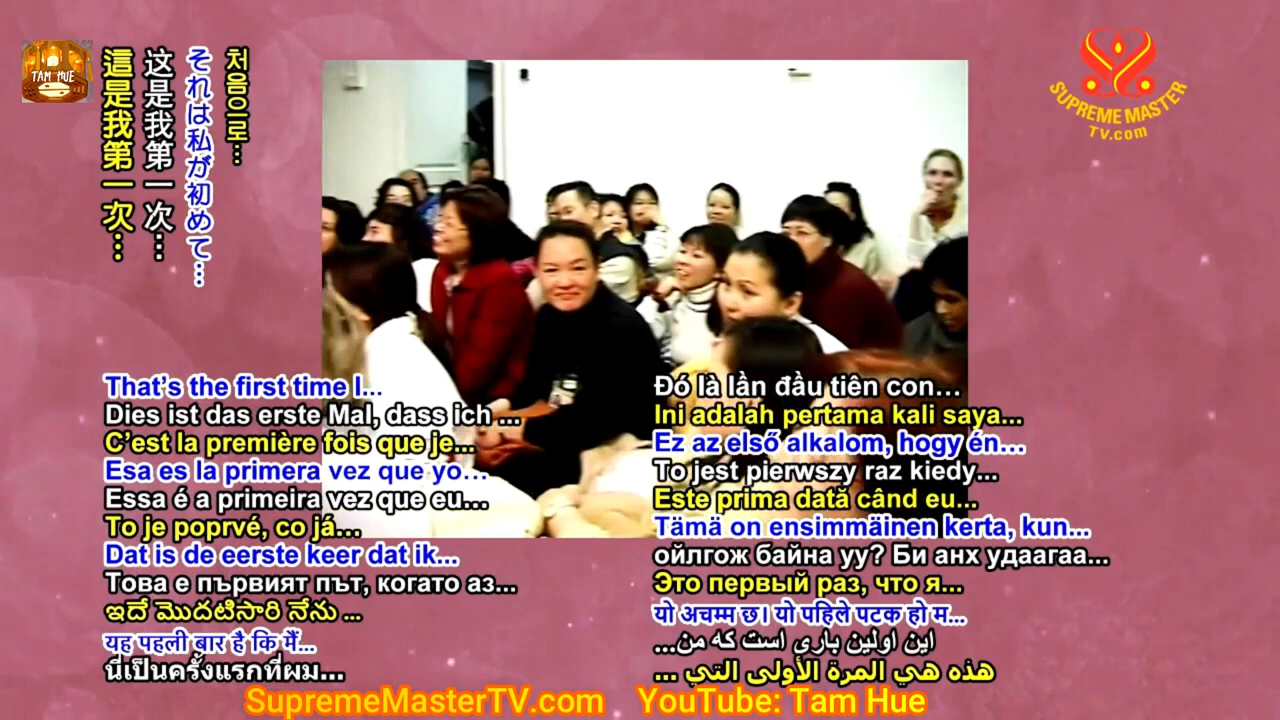 TAM HUE
SUPREME MASTER
TV.com
처음으로…
それは私が初めて…
这是我第一次…
這是我第一次…
That's the first time I...
Dies ist das erste Mal, dass ich ...
C'est la première fois que je...
Esa es la primera vez que yo…
Essa é a primeira vez que eu...
To je poprvé, co já...
Dat is de eerste keer dat ik...
Това е първият път, когато аз...
ಇದೇ ಮೊದಟಿಸಾರಿ ನೇನು ...
यह पहली बार है कि मैं...
นี่เป็นครั้งแรกที่ผม...
Đó là lần đầu tiên con…
Ini adalah pertama kali saya...
Ez az első alkalom, hogy én…
To jest pierwszy raz kiedy...
Este prima dată când eu...
Tämä on ensimmäinen kerta, kun...
ойлгож байна уу? Би анх удаагаа...
Это первый раз, что я...
यो अचम्म छ। यो पहिले पटक हो म...
این اولین باری است که من...
هذه هي المرة الأولى التي ...
SupremeMasterTV.com YouTube: Tam Hue